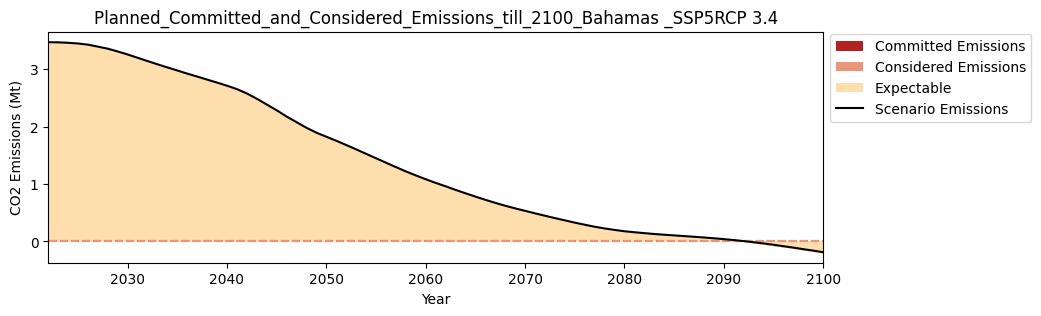 Planned_Committed_and_Considered_Emissions_till_2100_Bahamas _SSP5RCP 3.4
Committed Emissions
Considered Emissions
Expectable
Scenario Emissions
CO2 Emissions (Mt)
3
2
1
0
2030 2040 2050 2060 2070 2080 2090 2100
Year